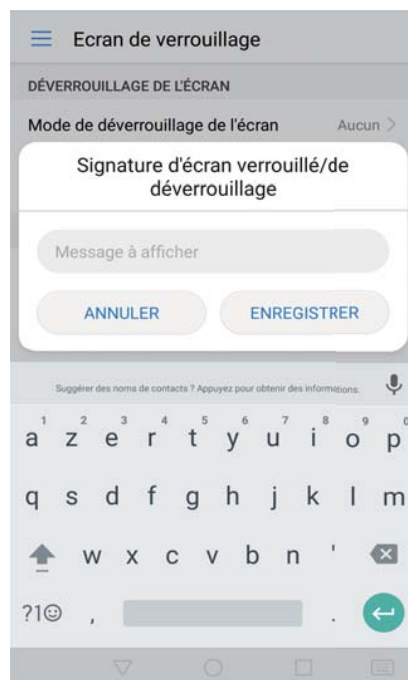 Ecran de verrouillage
DÉVERROUILLAGE DE L'ÉCRAN
Mode de déverrouillage de l'écran Aucun >
Signature d'écran verrouillé/de
déverrouillage
Message à afficher
ANNULER ENREGISTRER
Suggérer des noms de contacts ? Appuyez pour obtenir des informations.
1 2 3 4 5 6 7 8 9 0
a z e r t y u i o p
q s d f g h j k l m
w x c v b n '
?1☺ , .